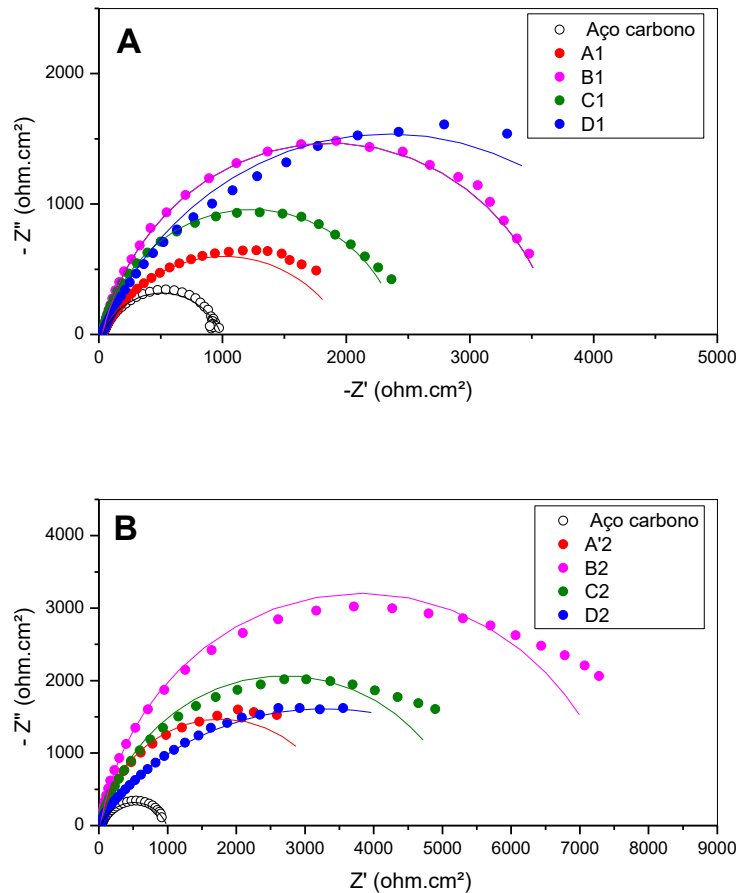 A
Aço carbono
A1
B1
C1
D1
2000
1000
0
0 1000 2000 3000 4000 5000
- Z'' (ohm.cm²)
-Z' (ohm.cm²)
B
Aço carbono
A'2
B2
C2
D2
4000
3000
2000
1000
0
0 1000 2000 3000 4000 5000 6000 7000 8000 9000
- Z'' (ohm.cm²)
Z' (ohm.cm²)